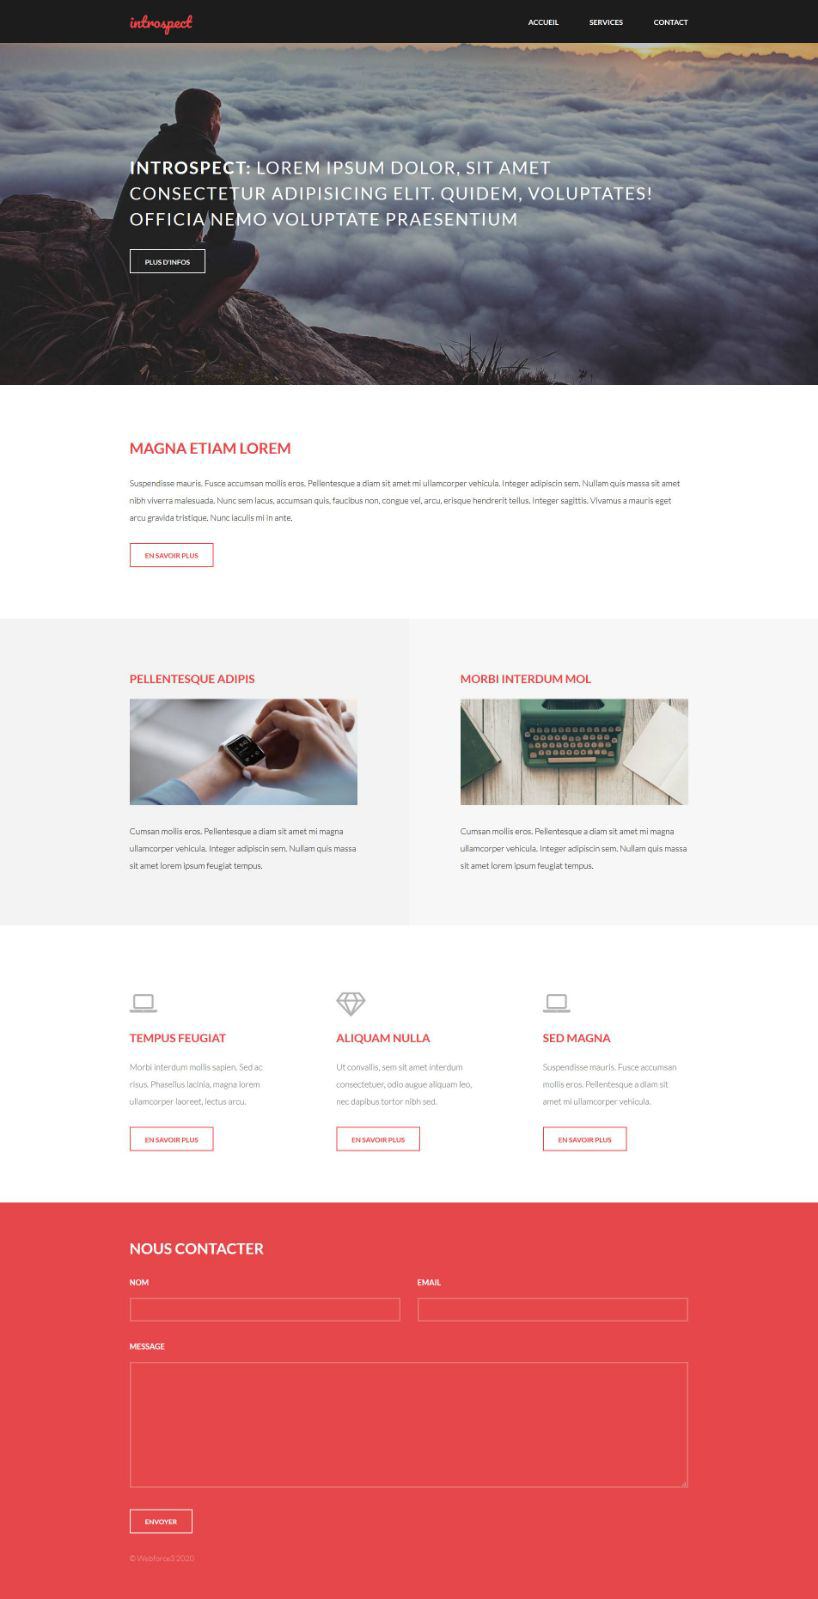 introspect
ACCUEIL SERVICES CONTACT
INTROSPECT: LOREM IPSUM DOLOR, SIT AMET
CONSECTETUR ADIPISICING ELIT. QUIDEM, VOLUPTATES!
OFFICIA NEMO VOLUPTATE PRAESENTIUM
PLUS D'INFOS
MAGNA ETIAM LOREM
Suspendisse mauris. Fusce accumsan mollis eros. Pellentesque a diam sit amet mi ullamcorper vehicula. Integer adipiscin sem. Nullam quis massa sit amet
nibh viverra malesuada. Nunc sem lacus, accumsan quis, faucibus non, congue vel, arcu, erisque hendrerit tellus. Integer sagittis. Vivamus a mauris eget
arcu gravida tristique. Nunc iaculis mi in ante.
EN SAVOIR PLUS
PELLENTESQUE ADIPIS
Cumsan mollis eros. Pellentesque a diam sit amet mi magna
ullamcorper vehicula. Integer adipiscin sem. Nullam quis massa
sit amet lorem ipsum feugiat tempus.
MORBI INTERDUM MOL
Cumsan mollis eros. Pellentesque a diam sit amet mi magna
ullamcorper vehicula. Integer adipiscin sem. Nullam quis massa
sit amet lorem ipsum feugiat tempus.
TEMPUS FEUGIAT
Morbi interdum mollis sapien. Sed ac
risus. Phasellus lacinia, magna lorem
ullamcorper laoreet, lectus arcu.
EN SAVOIR PLUS
ALIQUAM NULLA
Ut convallis, sem sit amet interdum
consectetuer, odio augue aliquam leo,
nec dapibus tortor nibh sed.
EN SAVOIR PLUS
SED MAGNA
Suspendisse mauris. Fusce accumsan
mollis eros. Pellentesque a diam sit
amet mi ullamcorper vehicula.
EN SAVOIR PLUS
NOUS CONTACTER
NOM
EMAIL
MESSAGE
ENVOYER
© Webforce3 2020